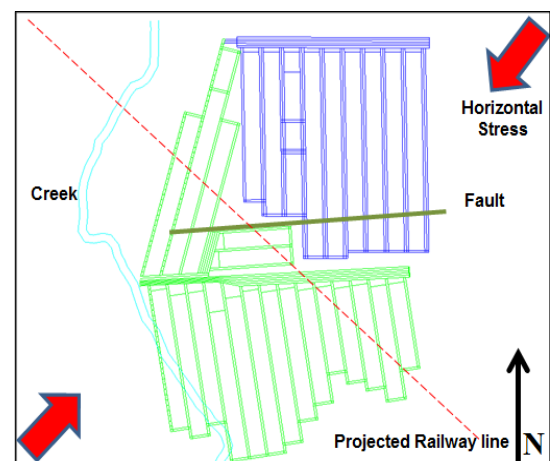 Horizontal
Stress
Creek
Fault
Projected Railway line
N